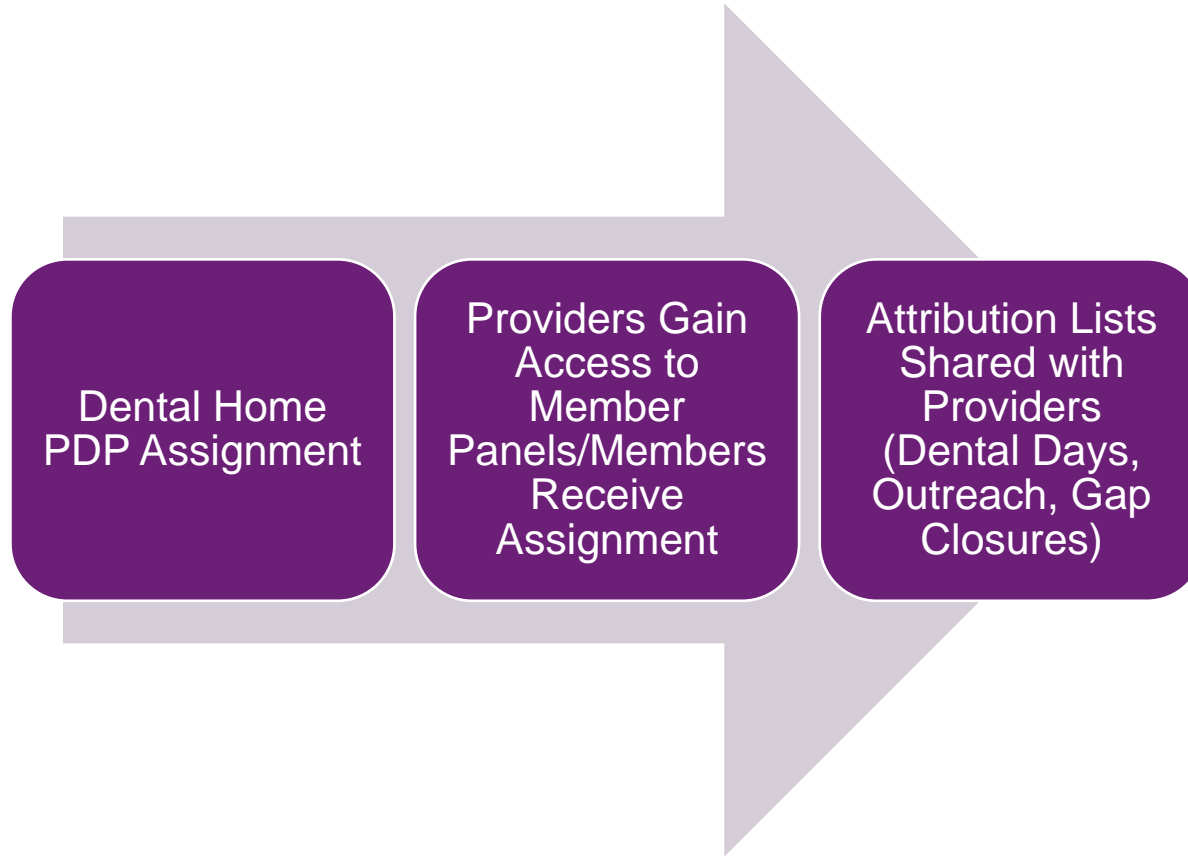 Dental Home
PDP Assignment
Providers Gain
Access to
Member
Panels/Members
Receive
Assignment
Attribution Lists
Shared with
Providers
(Dental Days,
Outreach, Gap
Closures)